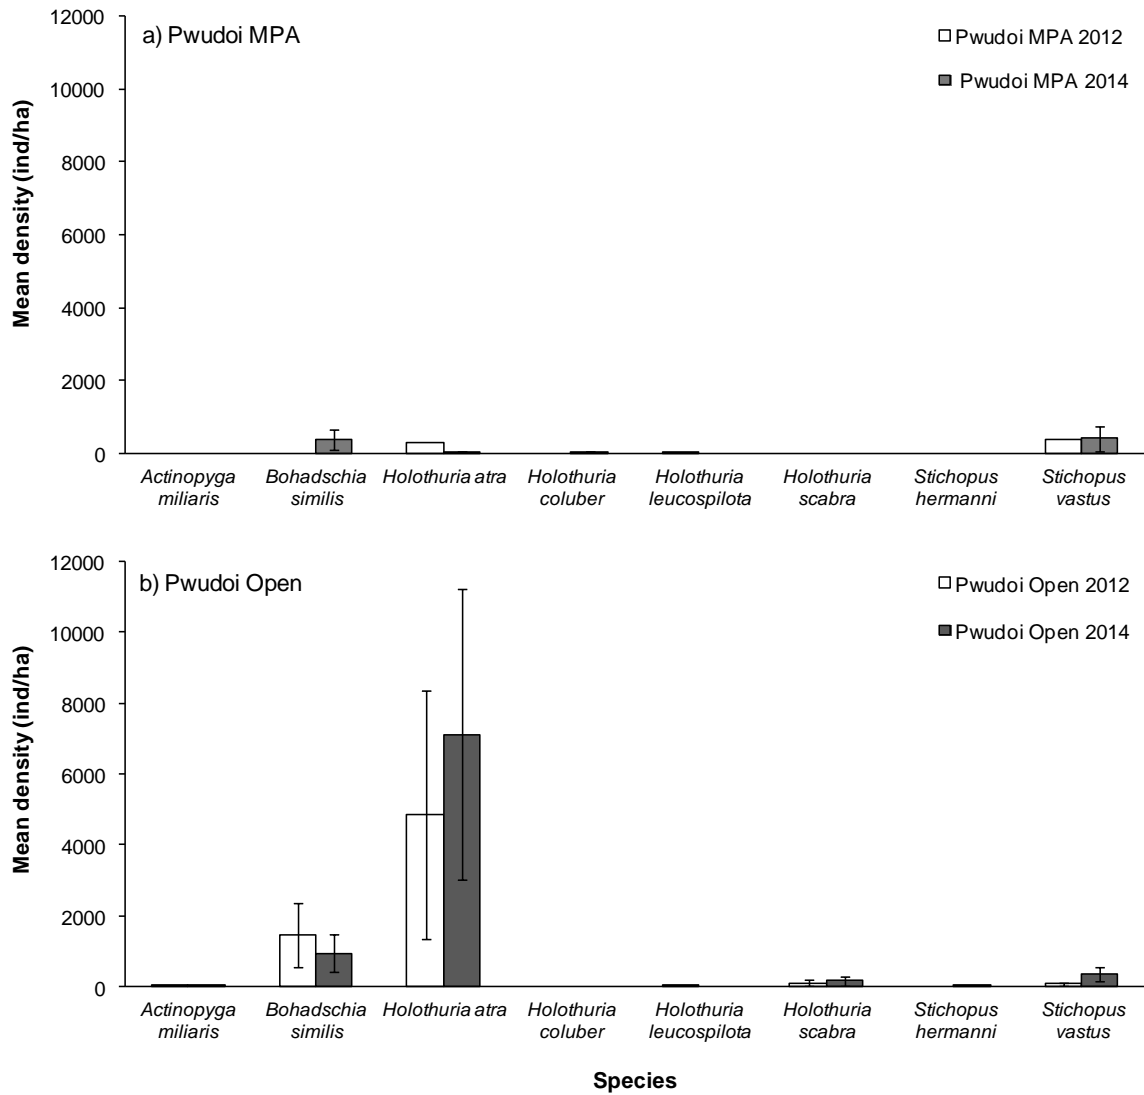 a) Pwudoi MPA
Pwudoi MPA 2012
Pwudoi MPA 2014
Mean density (ind/ha)
12000
10000
8000
6000
4000
2000
0
Actinopyga miliaris
Bohadschia similis
Holothuria atra
Holothuria coluber
Holothuria leucospilota
Holothuria scabra
Stichopus hermanni
Stichopus vastus
b) Pwudoi Open
Pwudoi Open 2012
Pwudoi Open 2014
Mean density (ind/ha)
12000
10000
8000
6000
4000
2000
0
Actinopyga miliaris
Bohadschia similis
Holothuria atra
Holothuria coluber
Holothuria leucospilota
Holothuria scabra
Stichopus hermanni
Stichopus vastus
Species